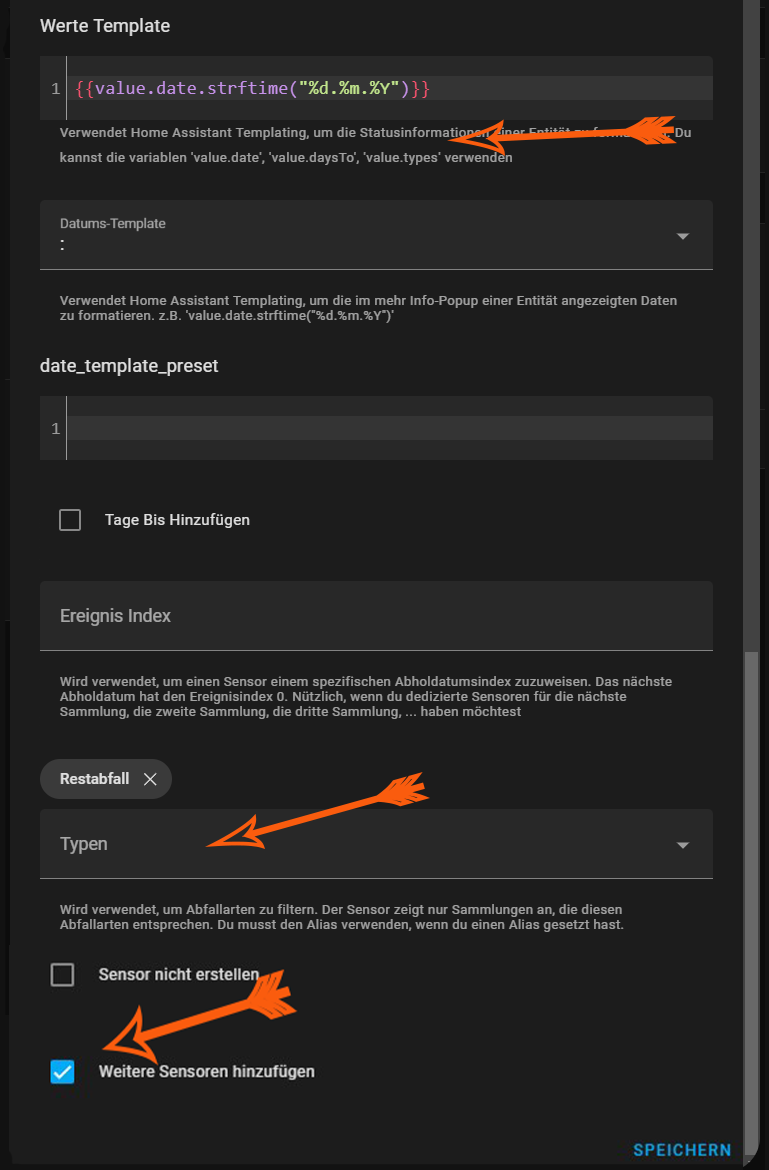 Werte Template
1 {{value.date.strftime("%d.%m.%Y")}}
Verwendet Home Assistant Templating, um die Statusinformationen einer Entität zu Du
kannst die variablen 'value.date', 'value.daysTo', 'value.types' verwenden
Datums-Template
:
Verwendet Home Assistant Templating, um die im mehr Info-Popup einer Entität angezeigten Daten
zu formatieren. z.B. 'value.date.strftime("%d.%m.%Y")'
date_template_preset
1
Tage Bis Hinzufügen
Ereignis Index
Wird verwendet, um einen Sensor einem spezifischen Abholdatumsindex zuzuweisen. Das nächste
Abholdatum hat den Ereignisindex 0. Nützlich, wenn du dedizierte Sensoren für die nächste
Sammlung, die zweite Sammlung, die dritte Sammlung, ... haben möchtest
Restabfall
Typen
Wird verwendet, um Abfallarten zu filtern. Der Sensor zeigt nur Sammlungen an, die diesen
Abfallarten entsprechen. Du musst den Alias verwenden, wenn du einen Alias gesetzt hast.
Sensor nicht erstellen
Weitere Sensoren hinzufügen
SPEICHERN